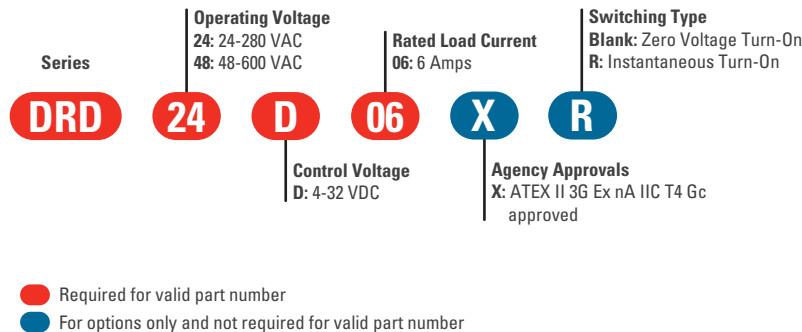 Operating Voltage
24: 24-280 VAC
48: 48-600 VAC
Series
Rated Load Current
06: 6 Amps
Switching Type
Blank: Zero Voltage Turn-On
R: Instantaneous Turn-On
DRD 24 D 06 X R
Control Voltage
D: 4-32 VDC
Agency Approvals
X: ATEX II 3G Ex nA IIC T4 Gc
approved
Required for valid part number
For options only and not required for valid part number